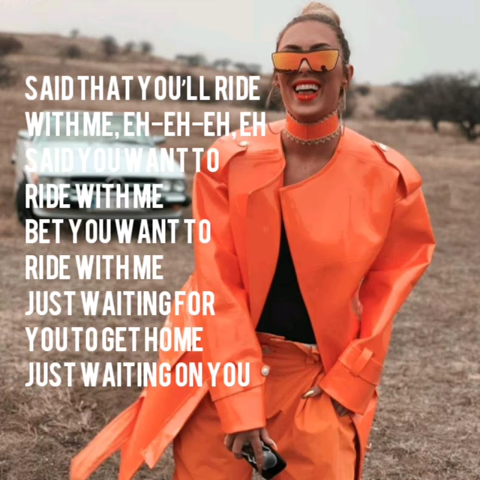 SAID THAT YOU'LL RIDE
WITH ME, EH-EH-EH, EH
SAID YOU WANT TO
RIDE WITH ME
BET YOU WANT TO
RIDE WITH ME
JUST WAITING FOR
YOU TO GET HOME
JUST WAITING ON YOU